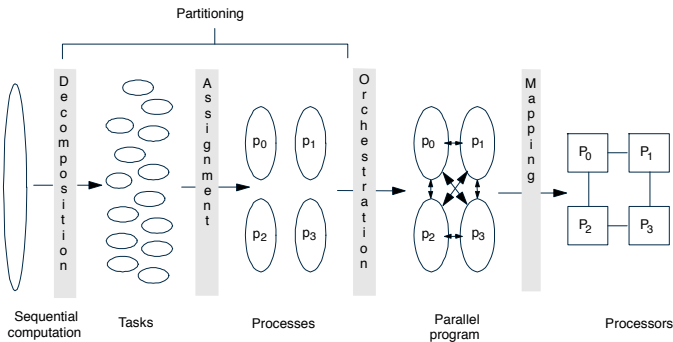 Partitioning
Decomposition
Assignment
Orchestration
Mapping
p0
p1
p2
p3
p0
p1
p2
p3
P0
P1
P2
P3
Sequential
computation
Tasks
Processes
Parallel
program
Processors